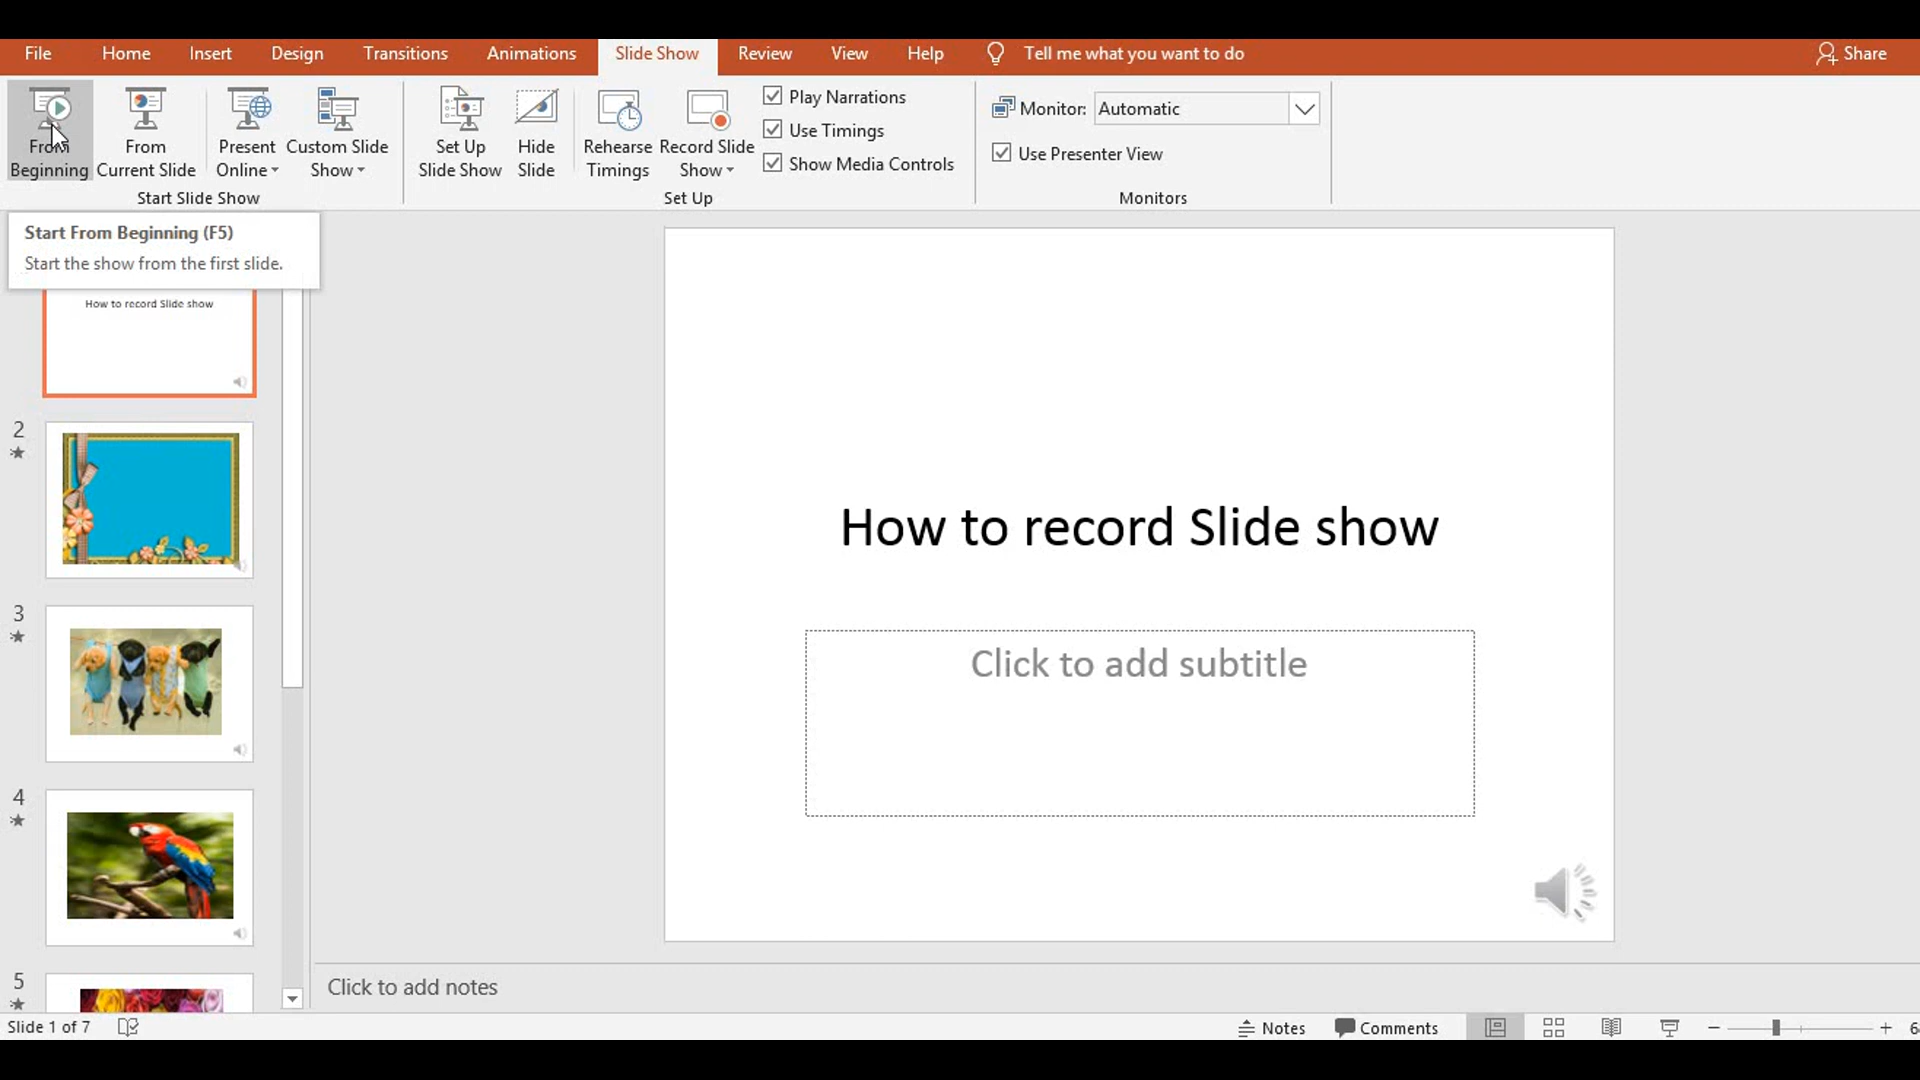 File Home Insert Design Transitions Animations Slide Show Review View Help Tell me what you want to do Share
From Beginning
From Current Slide
Present Online
Custom Slide Show
Set Up Slide Show
Hide Slide
Rehearse Timings
Record Slide Show
Play Narrations
Use Timings
Show Media Controls
Monitor: Automatic
Use Presenter View
Start Slide Show
Set Up
Monitors
Start From Beginning (F5)
Start the show from the first slide.
How to record Slide show
2
3
4
5
How to record Slide show
Click to add subtitle
Click to add notes
Slide 1 of 7
Notes
Comments